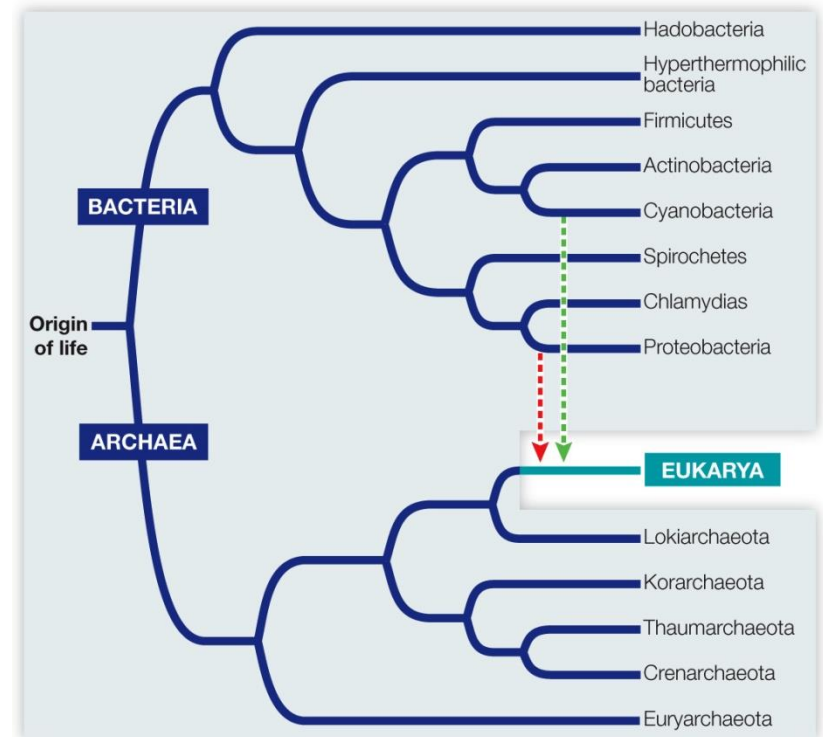 Hadobacteria
Hyperthermophilic
bacteria
Firmicutes
Actinobacteria
BACTERIA
Cyanobacteria
Spirochetes
Chlamydias
Origin
of life
Proteobacteria
ARCHAEA
EUKARYA
Lokiarchaeota
Korarchaeota
Thaumarchaeota
Crenarchaeota
Euryarchaeota